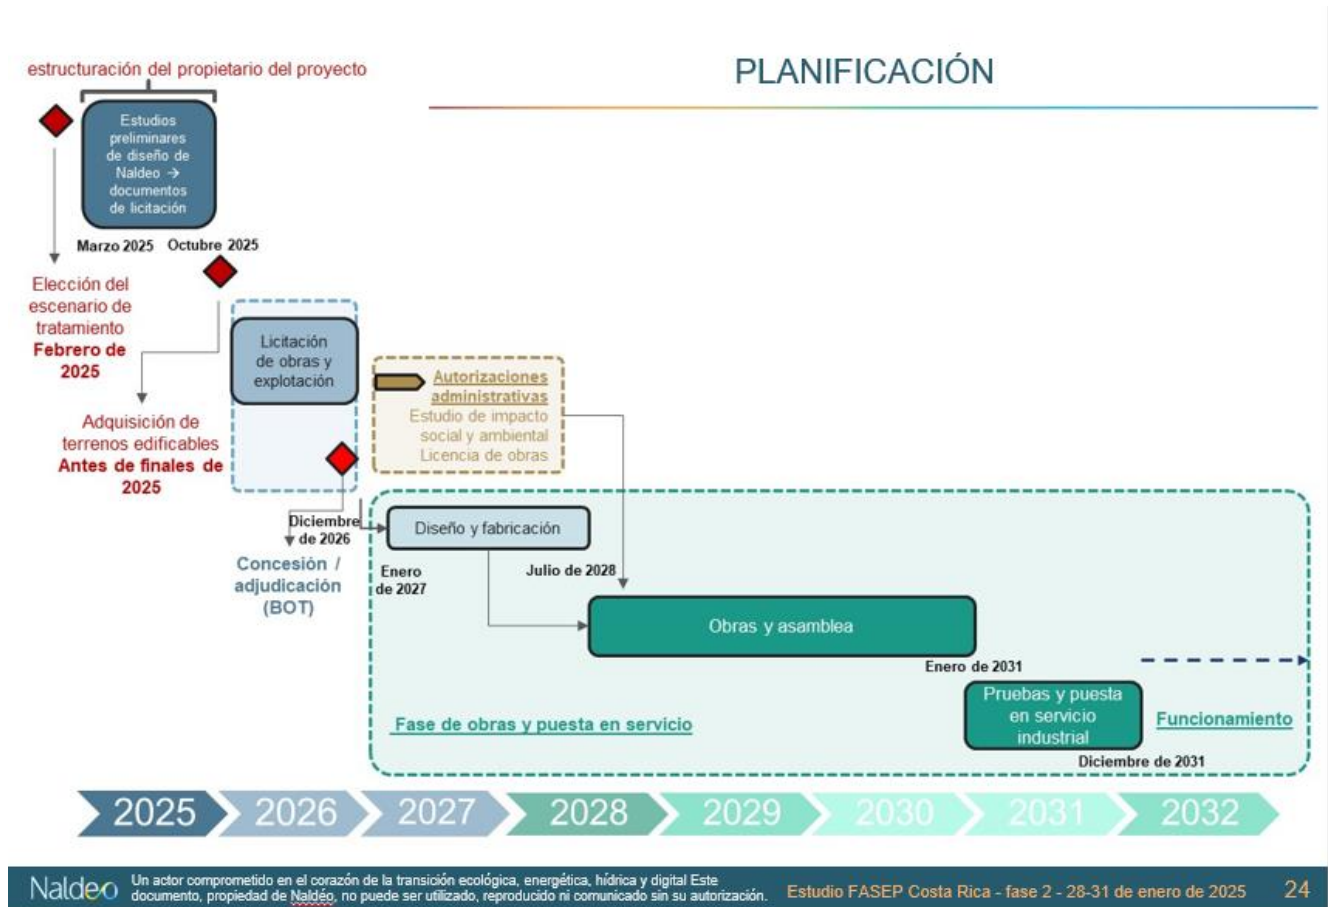 PLANIFICACIÓN
estructuración del propietario del proyecto
Estudios
preliminares
de diseño de
Naldeo →
documentos
de licitación
Marzo 2025
Octubre 2025
Elección del
escenario de
tratamiento
Febrero de
2025
Adquisición de
terrenos edificables
Antes de finales de
2025
Licitación
de obras y
explotación
Autorizaciones
administrativas
Estudio de impacto
social y ambiental
Licencia de obras
Diciembre
de 2026
Concesión /
adjudicación
(BOT)
Diseño y fabricación
Enero
de 2027
Julio de 2028
Obras y asamblea
Enero de 2031
Pruebas y puesta
en servicio
industrial
Diciembre de 2031
Funcionamiento
Fase de obras y puesta en servicio
2025
2026
2027
2028
2029
2030
2031
2032
Naldeo
Un actor comprometido en el corazón de la transición ecológica, energética, hídrica y digital Este
documento, propiedad de Naldéo, no puede ser utilizado, reproducido ni comunicado sin su autorización.
Estudio FASEP Costa Rica - fase 2 - 28-31 de enero de 2025
24